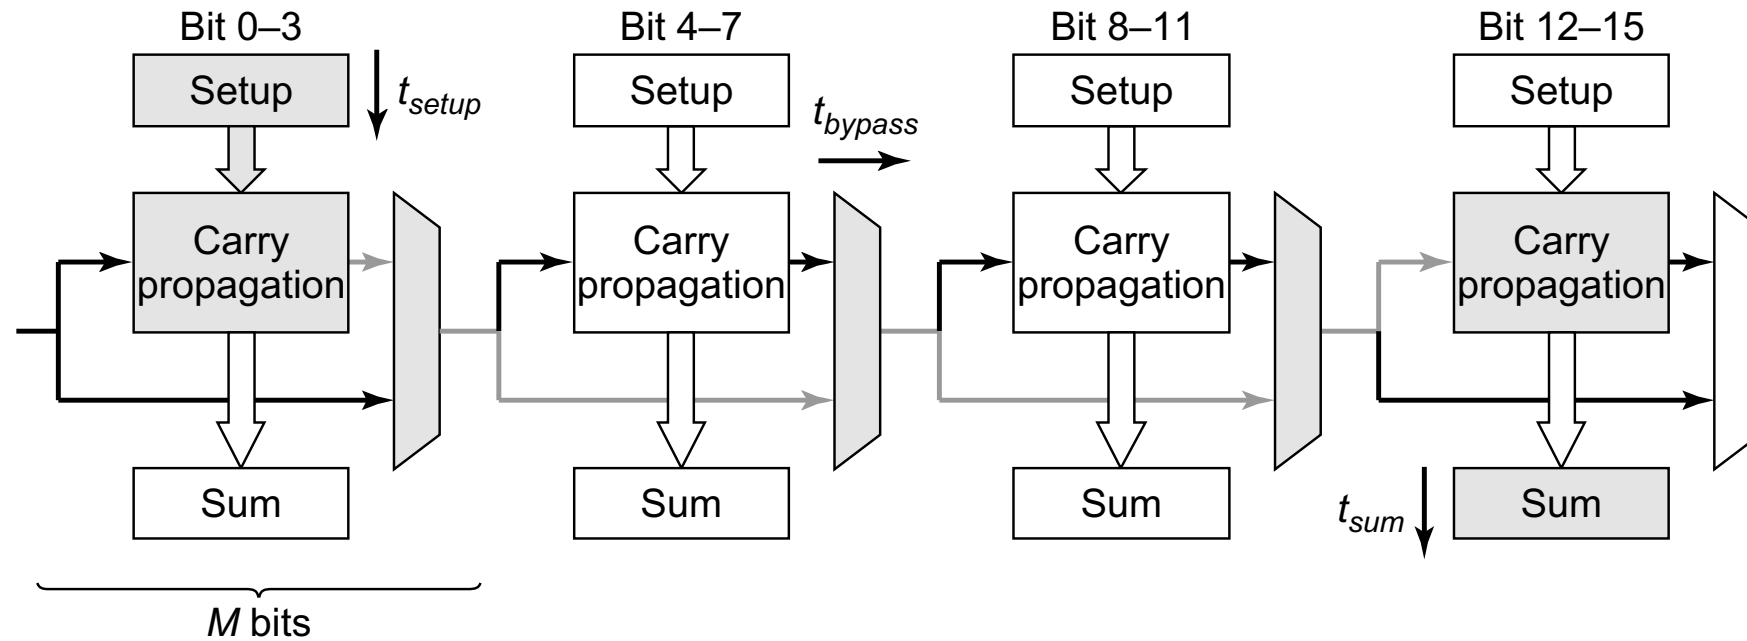 Bit 0–3
Bit 4–7
Bit 8–11
Bit 12–15
Setup
t_setup
Setup
t_bypass
Setup
Setup
Carry
propagation
Carry
propagation
Carry
propagation
Carry
propagation
Sum
Sum
Sum
t_sum
Sum
M bits